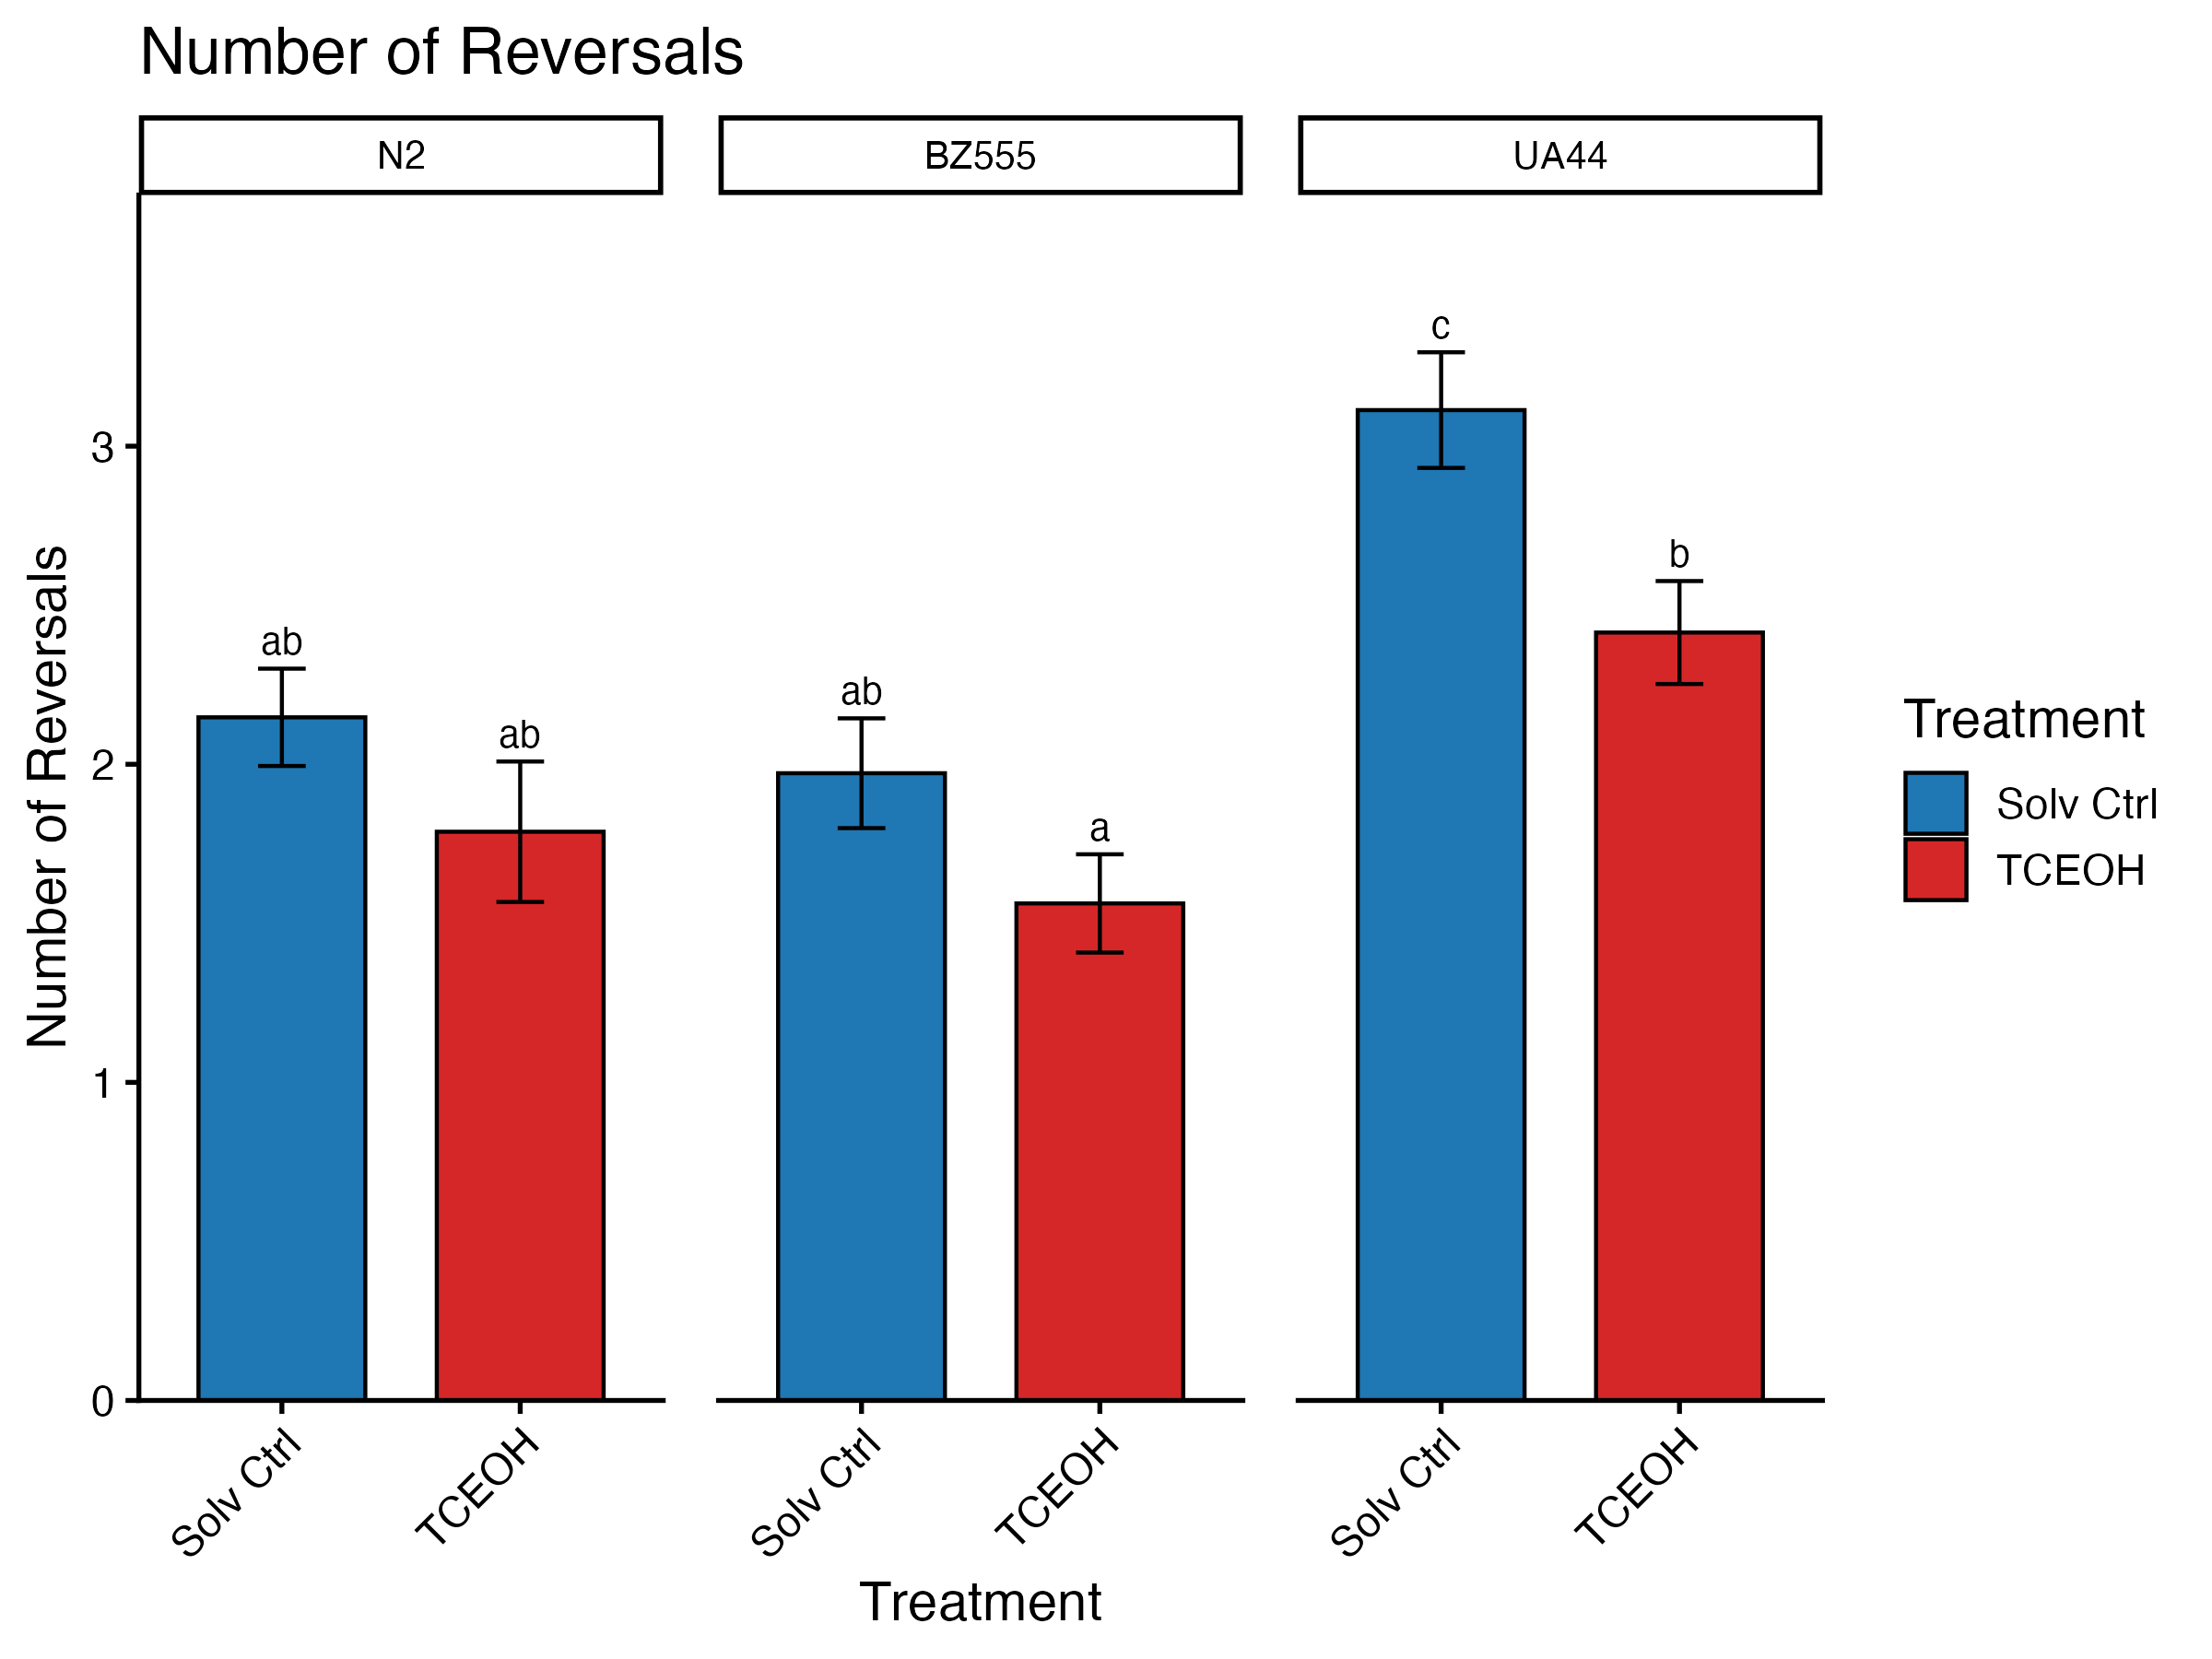 Number of Reversals
N2
BZ555
UA44
Number of Reversals
3
2
1
0
ab
ab
ab
a
c
b
Solv Ctrl
TCEOH
Solv Ctrl
TCEOH
Solv Ctrl
TCEOH
Treatment
Treatment
Solv Ctrl
TCEOH